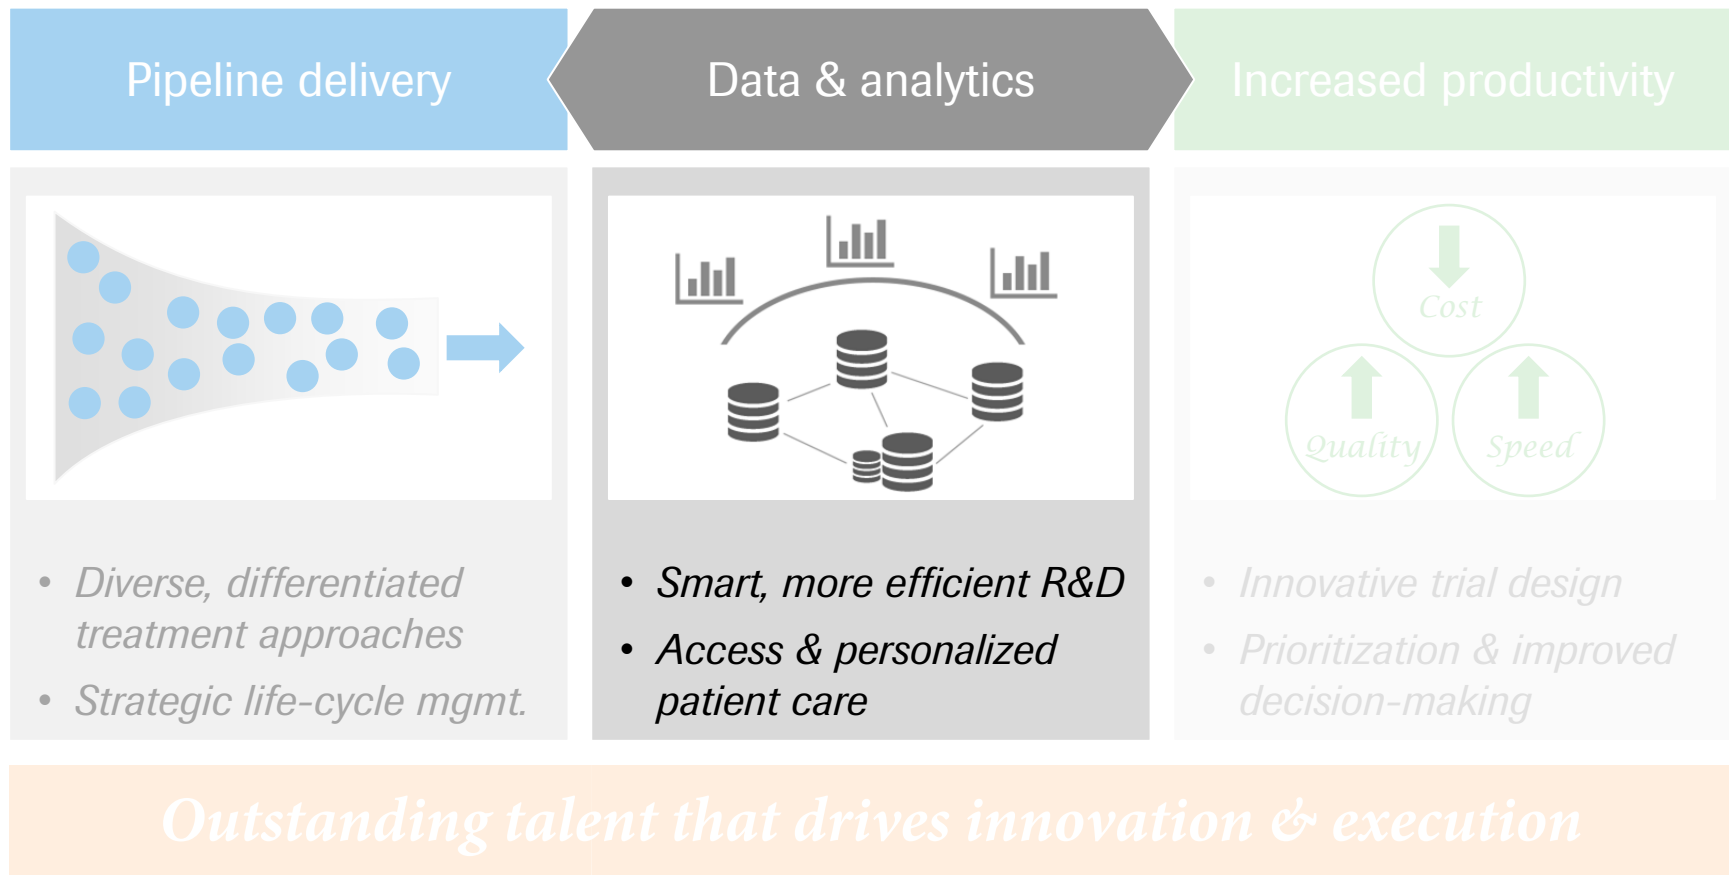 Pipeline delivery
Data & analytics
Increased productivity
Cost
Quality
Speed
• Diverse, differentiated
treatment approaches
• Strategic life-cycle mgmt.
• Smart, more efficient R&D
• Access & personalized
patient care
• Innovative trial design
• Prioritization & improved
decision-making
Outstanding talent that drives innovation & execution